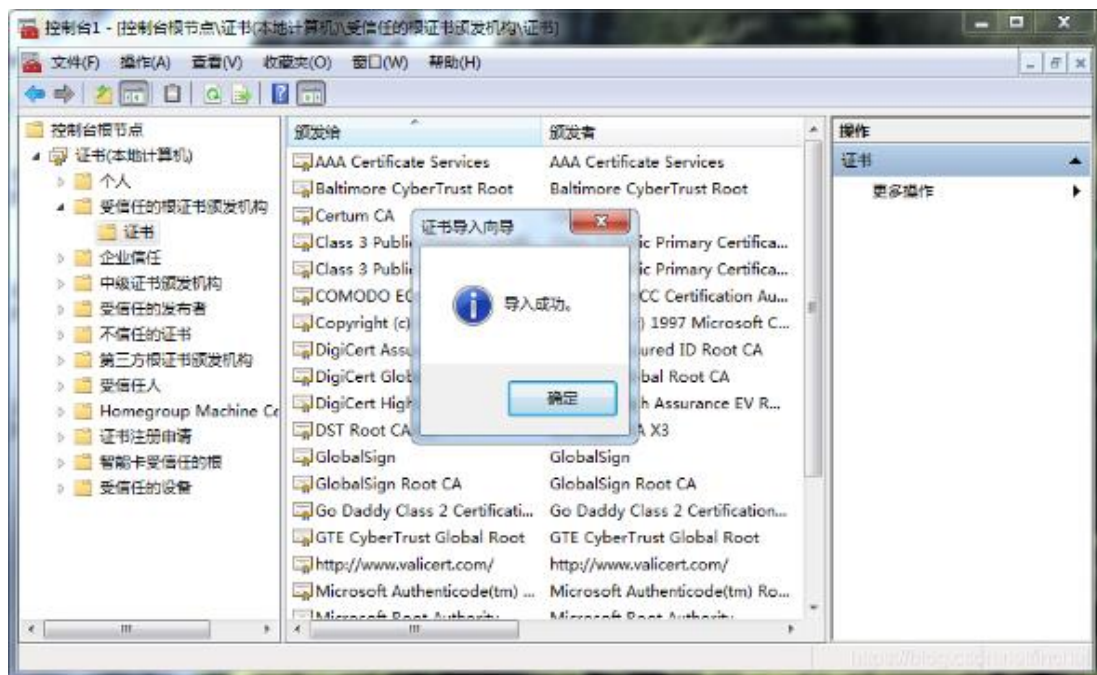 控制台1 - [控制台根节点\证书(本地计算机)\受信任的根证书颁发机构\证书]
文件(F) 操作(A) 查看(V) 收藏夹(O) 窗口(W) 帮助(H)
控制台根节点
证书(本地计算机)
个人
受信任的根证书颁发机构
证书
企业信任
中级证书颁发机构
受信任的发布者
不信任的证书
第三方根证书颁发机构
受信任人
Homegroup Machine Ce
证书注册申请
智能卡受信任的根
受信任的设备
颁发给 颁发者
AAA Certificate Services AAA Certificate Services
Baltimore CyberTrust Root Baltimore CyberTrust Root
Certum CA
Class 3 Publi ic Primary Certifica...
Class 3 Publi ic Primary Certifica...
COMODO EC CC Certification Au...
Copyright (c) ) 1997 Microsoft C...
DigiCert Assu ured ID Root CA
DigiCert Glob bal Root CA
DigiCert High h Assurance EV R...
DST Root CA A X3
GlobalSign GlobalSign
GlobalSign Root CA GlobalSign Root CA
Go Daddy Class 2 Certificati... Go Daddy Class 2 Certification...
GTE CyberTrust Global Root GTE CyberTrust Global Root
http://www.valicert.com/ http://www.valicert.com/
Microsoft Authenticode(tm) ... Microsoft Authenticode(tm) Ro...
Microsoft Root Authority Microsoft Root Authority
证书导入向导
导入成功。
确定
操作
证书
更多操作